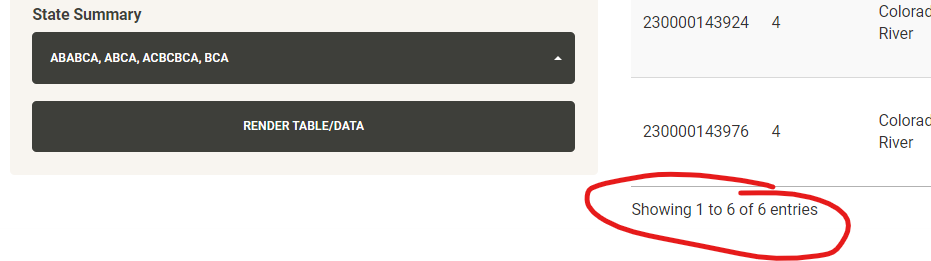 State Summary
ABABCA, ABCA, ACBCBCA, BCA
RENDER TABLE/DATA
230000143924 4 Colorad
River
230000143976 4 Colorad
River
Showing 1 to 6 of 6 entries